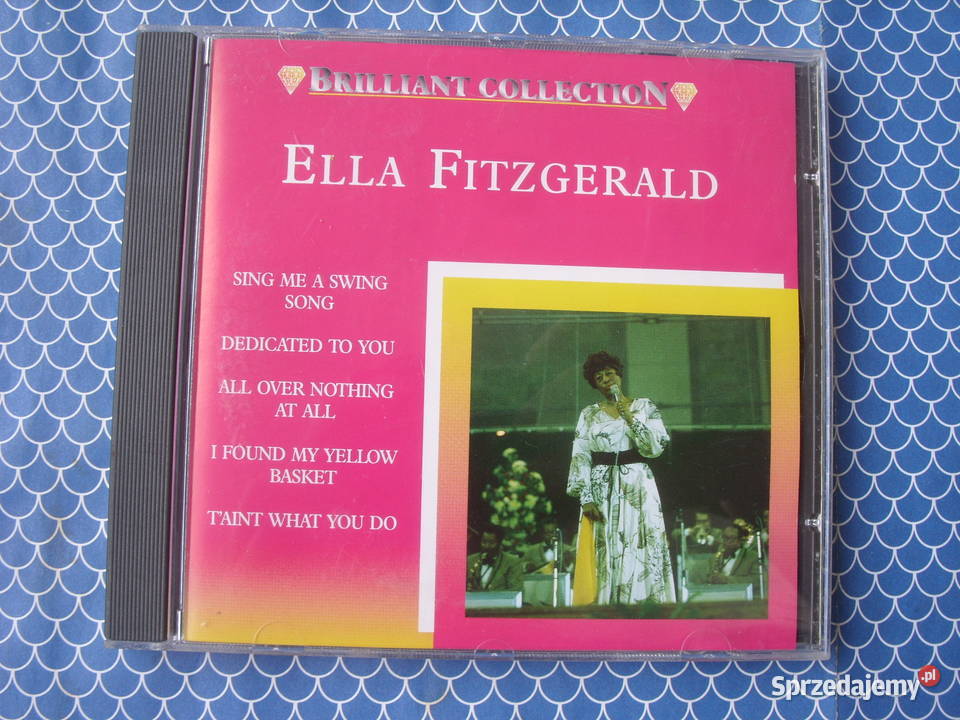 BRILLIANT COLLECTION
ELLA FITZGERALD
SING ME A SWING
SONG
DEDICATED TO YOU
ALL OVER NOTHING
AT ALL
I FOUND MY YELLOW
BASKET
T'AINT WHAT YOU DO
Sprzedajemy.pl